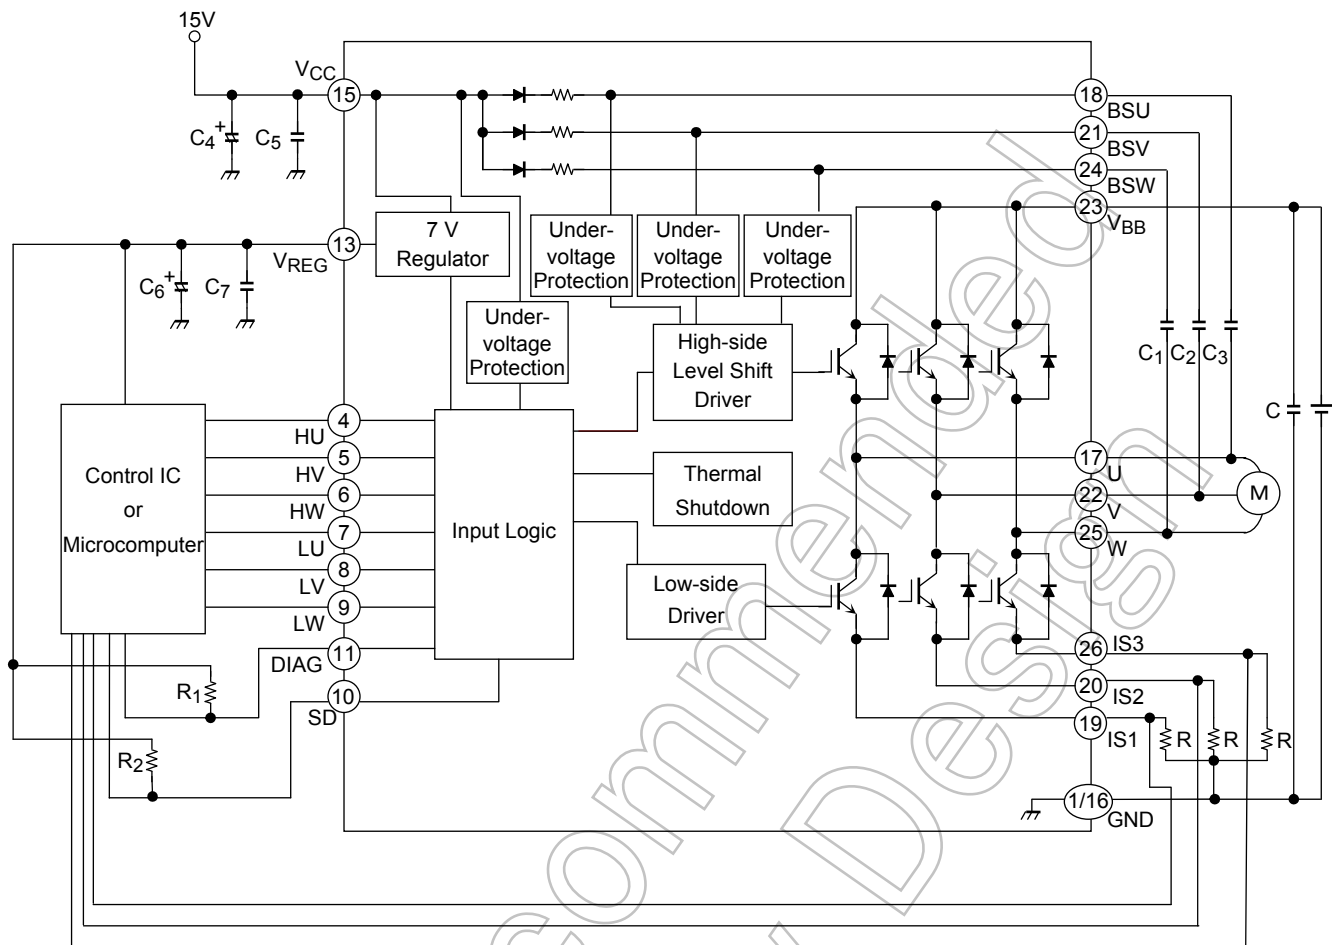 15V
VCC
15
18
BSU
C4
+
C5
21
BSV
24
BSW
23
VBB
7 V
Regulator
Under-
voltage
Protection
Under-
voltage
Protection
Under-
voltage
Protection
13
VREG
C6
+
C7
Under-
voltage
Protection
High-side
Level Shift
Driver
C1
C2
C3
C
Control IC
or
Microcomputer
4
HU
5
HV
6
HW
7
LU
8
LV
9
LW
11
DIAG
10
SD
Input Logic
Thermal
Shutdown
Low-side
Driver
17
U
22
V
25
W
M
26
IS3
20
IS2
19
IS1
R
R
R
R1
R2
1/16
GND
commended
Design